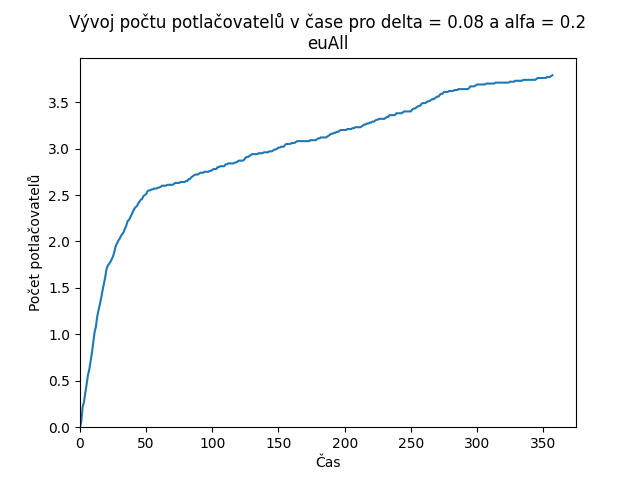 Vývoj počtu potlačovatelů v čase pro delta = 0.08 a alfa = 0.2
euAll
3.5
3.0
2.5
2.0
1.5
1.0
0.5
0.0
Počet potlačovatelů
0 50 100 150 200 250 300 350
Čas